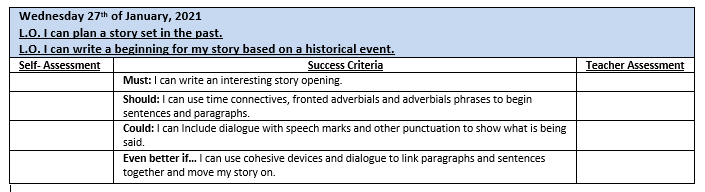 Wednesday 27th of January, 2021
L.O. I can plan a story set in the past.
L.O. I can write a beginning for my story based on a historical event.
Self- Assessment Success Criteria Teacher Assessment
Must: I can write an interesting story opening.
Should: I can use time connectives, fronted adverbials and adverbials phrases to begin
sentences and paragraphs.
Could: I can Include dialogue with speech marks and other punctuation to show what is being
said.
Even better if... I can use cohesive devices and dialogue to link paragraphs and sentences
together and move my story on.